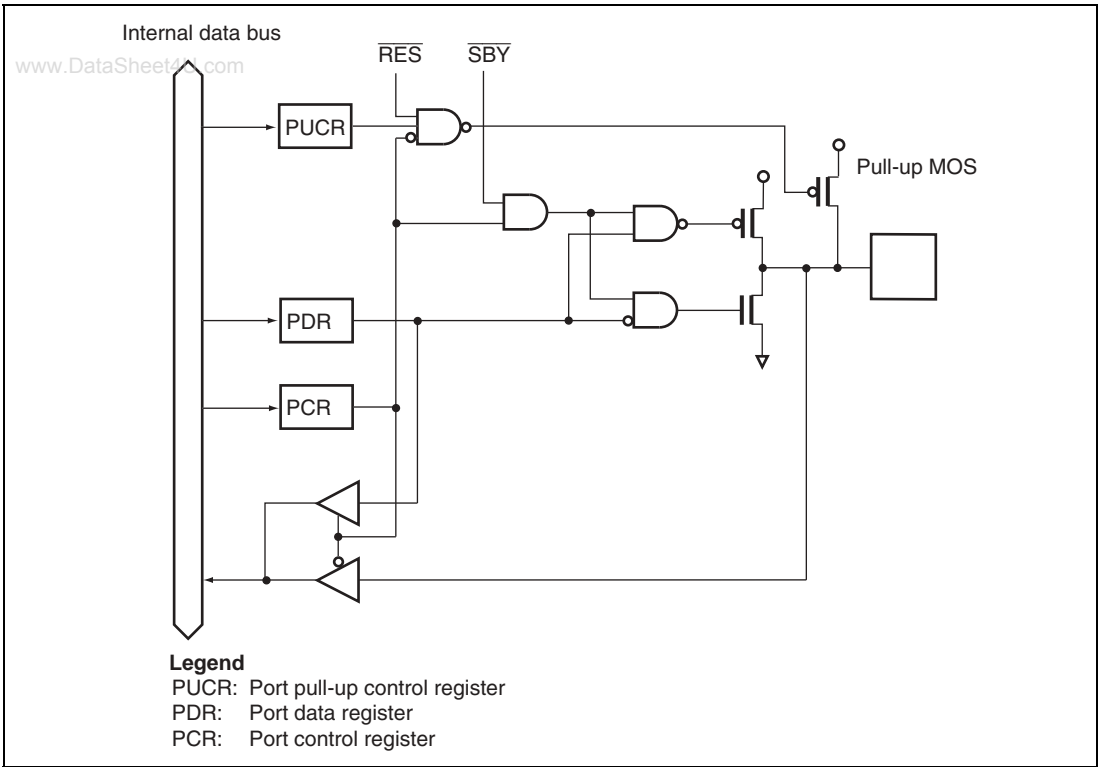 Internal data bus
www.DataSheet4U.com
RES
SBY
PUCR
Pull-up MOS
PDR
PCR
Legend
PUCR: Port pull-up control register
PDR: Port data register
PCR: Port control register